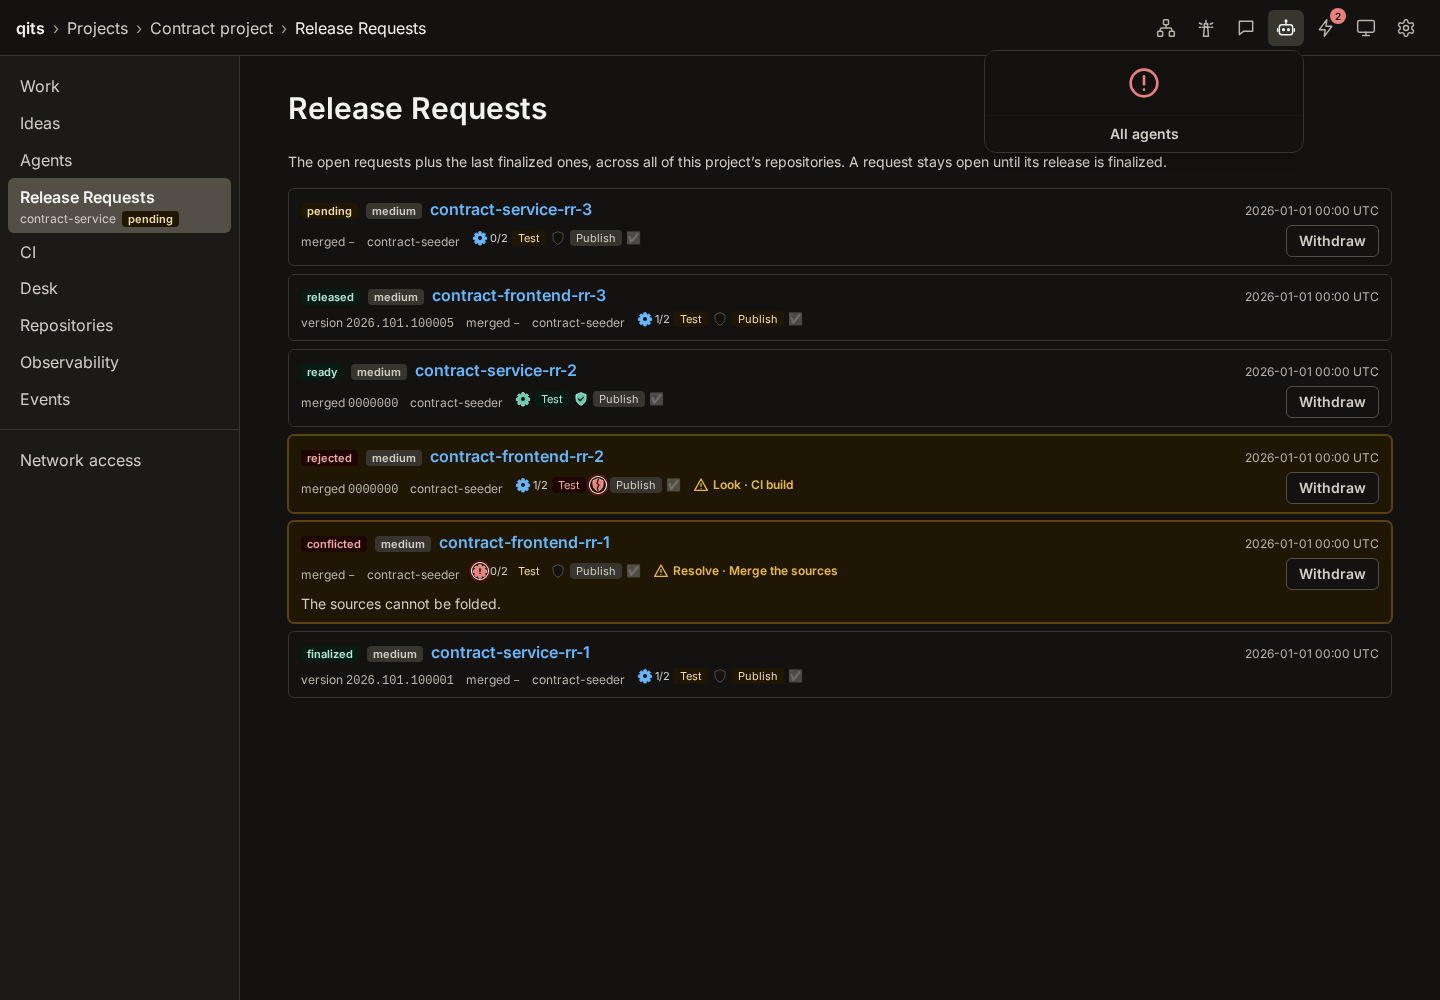 qits › Projects › Contract project › Release Requests
2
All agents
Work
Ideas
Agents
Release Requests
contract-service pending
CI
Desk
Repositories
Observability
Events
Network access
Release Requests
The open requests plus the last finalized ones, across all of this project’s repositories. A request stays open until its release is finalized.
pending medium contract-service-rr-3 2026-01-01 00:00 UTC
merged – contract-seeder 0/2 Test Publish Withdraw
released medium contract-frontend-rr-3 2026-01-01 00:00 UTC
version 2026.101.100005 merged – contract-seeder 1/2 Test Publish
ready medium contract-service-rr-2 2026-01-01 00:00 UTC
merged 0000000 contract-seeder Test Publish Withdraw
rejected medium contract-frontend-rr-2 2026-01-01 00:00 UTC
merged 0000000 contract-seeder 1/2 Test Publish Look · CI build Withdraw
conflicted medium contract-frontend-rr-1 2026-01-01 00:00 UTC
merged – contract-seeder 0/2 Test Publish Resolve · Merge the sources Withdraw
The sources cannot be folded.
finalized medium contract-service-rr-1 2026-01-01 00:00 UTC
version 2026.101.100001 merged – contract-seeder 1/2 Test Publish